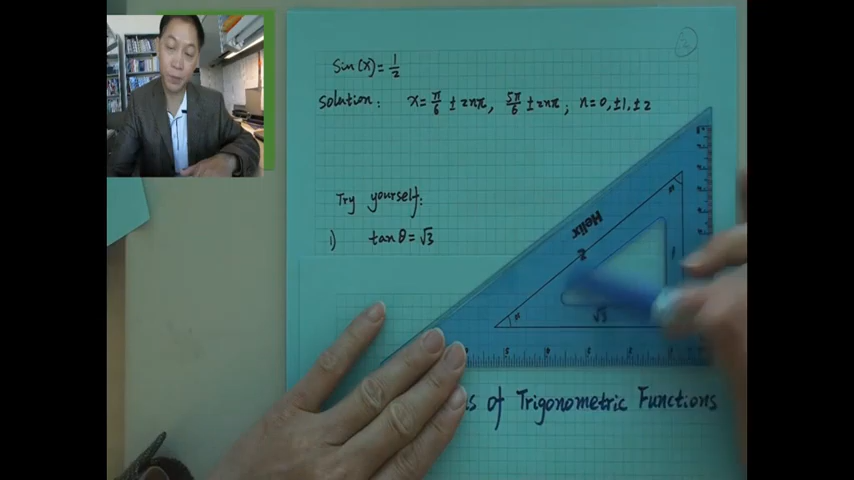 Sin(x) = 1/2
Solution: x = π/6 ± 2nπ, 5π/6 ± 2nπ; n = 0, ±1, ±2
Try yourself:
1) tan θ = √3
Helix
2
√3
s of Trigonometric Functions